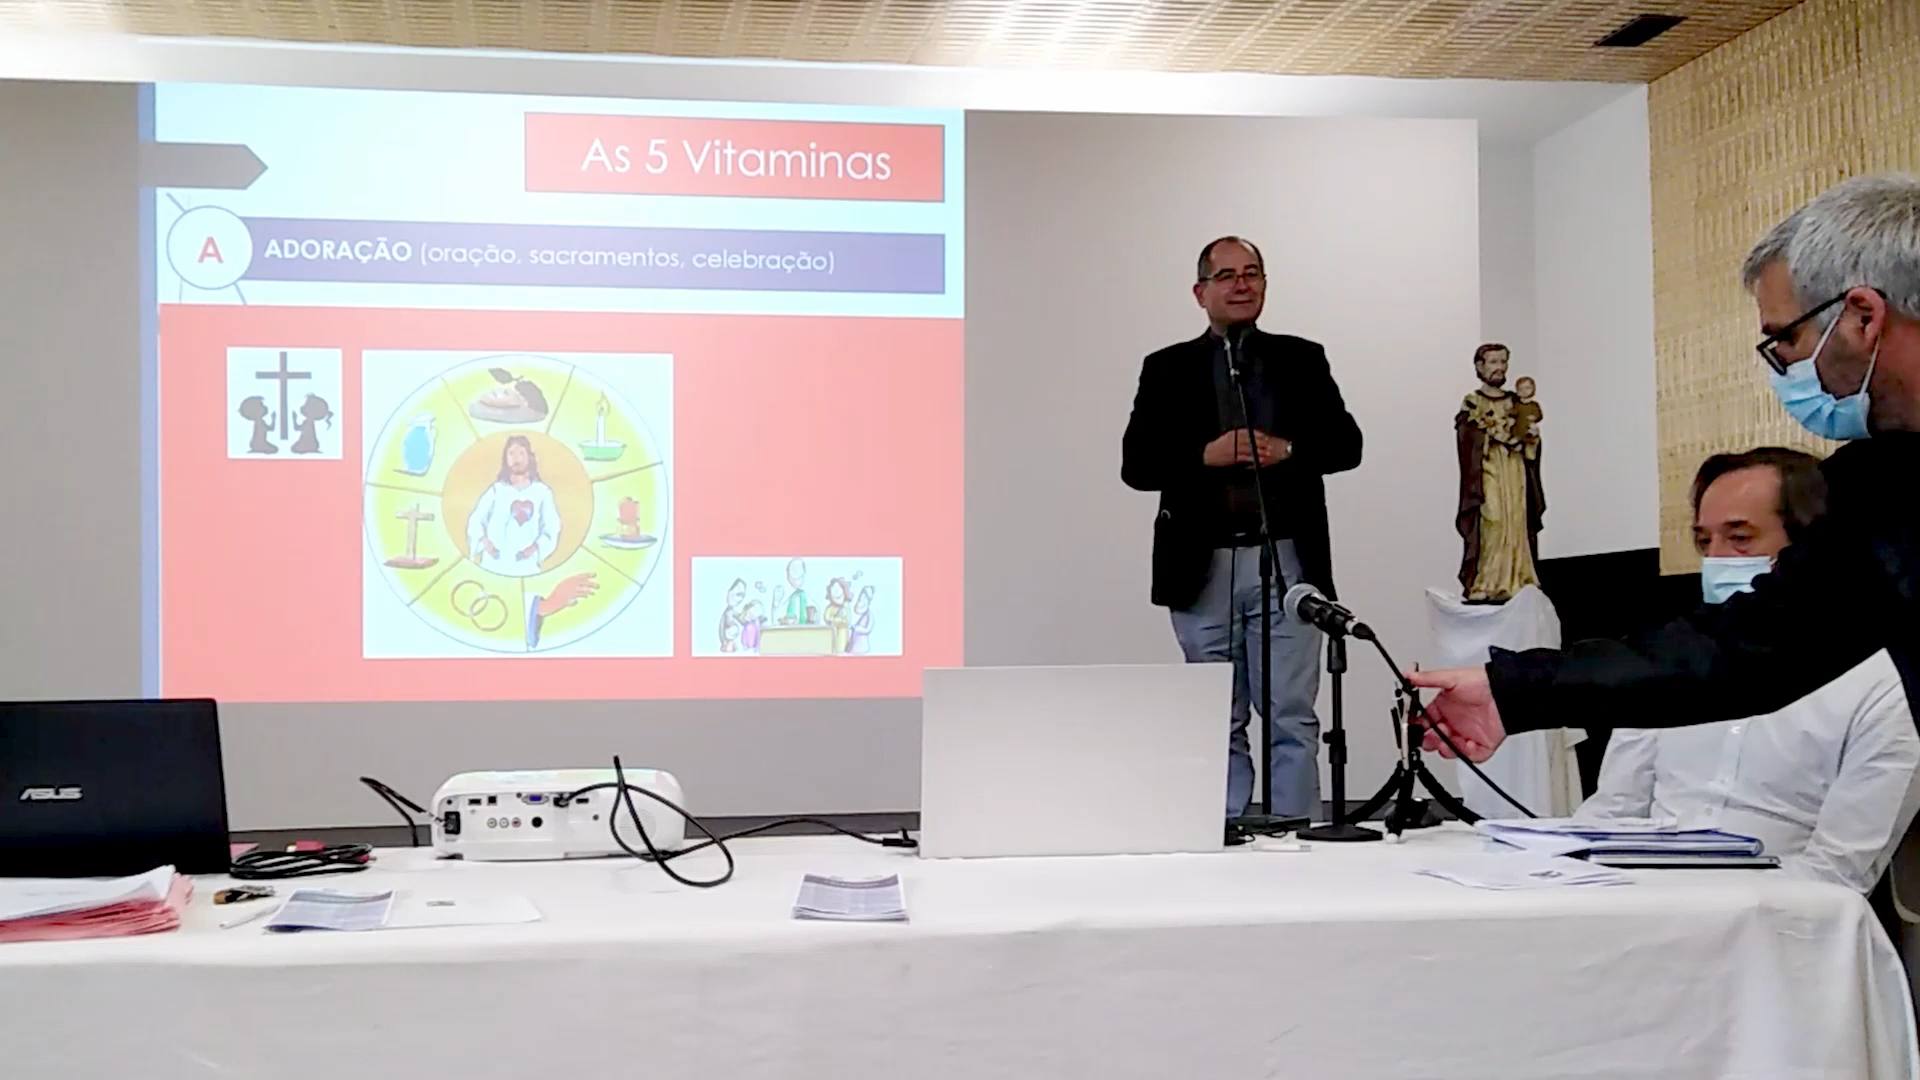 As 5 Vitaminas
A
ADORAÇÃO (oração, sacramentos, celebração)
ASUS